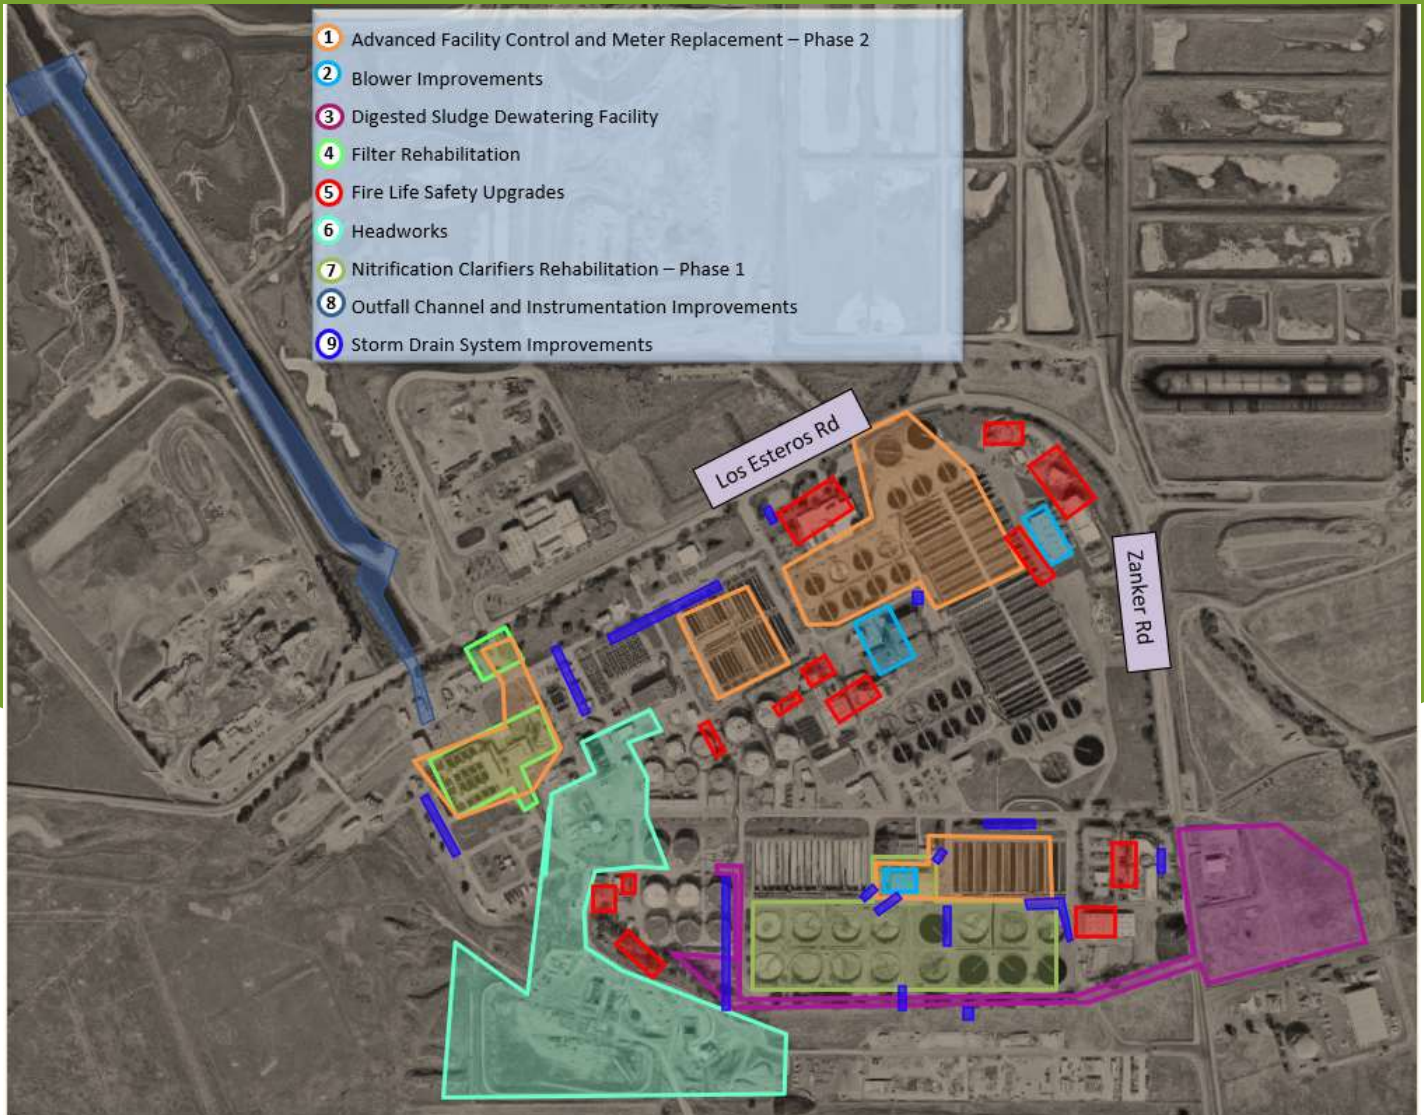 1 Advanced Facility Control and Meter Replacement – Phase 2
2 Blower Improvements
3 Digested Sludge Dewatering Facility
4 Filter Rehabilitation
5 Fire Life Safety Upgrades
6 Headworks
7 Nitrification Clarifiers Rehabilitation – Phase 1
8 Outfall Channel and Instrumentation Improvements
9 Storm Drain System Improvements
Los Esteros Rd
Zanker Rd